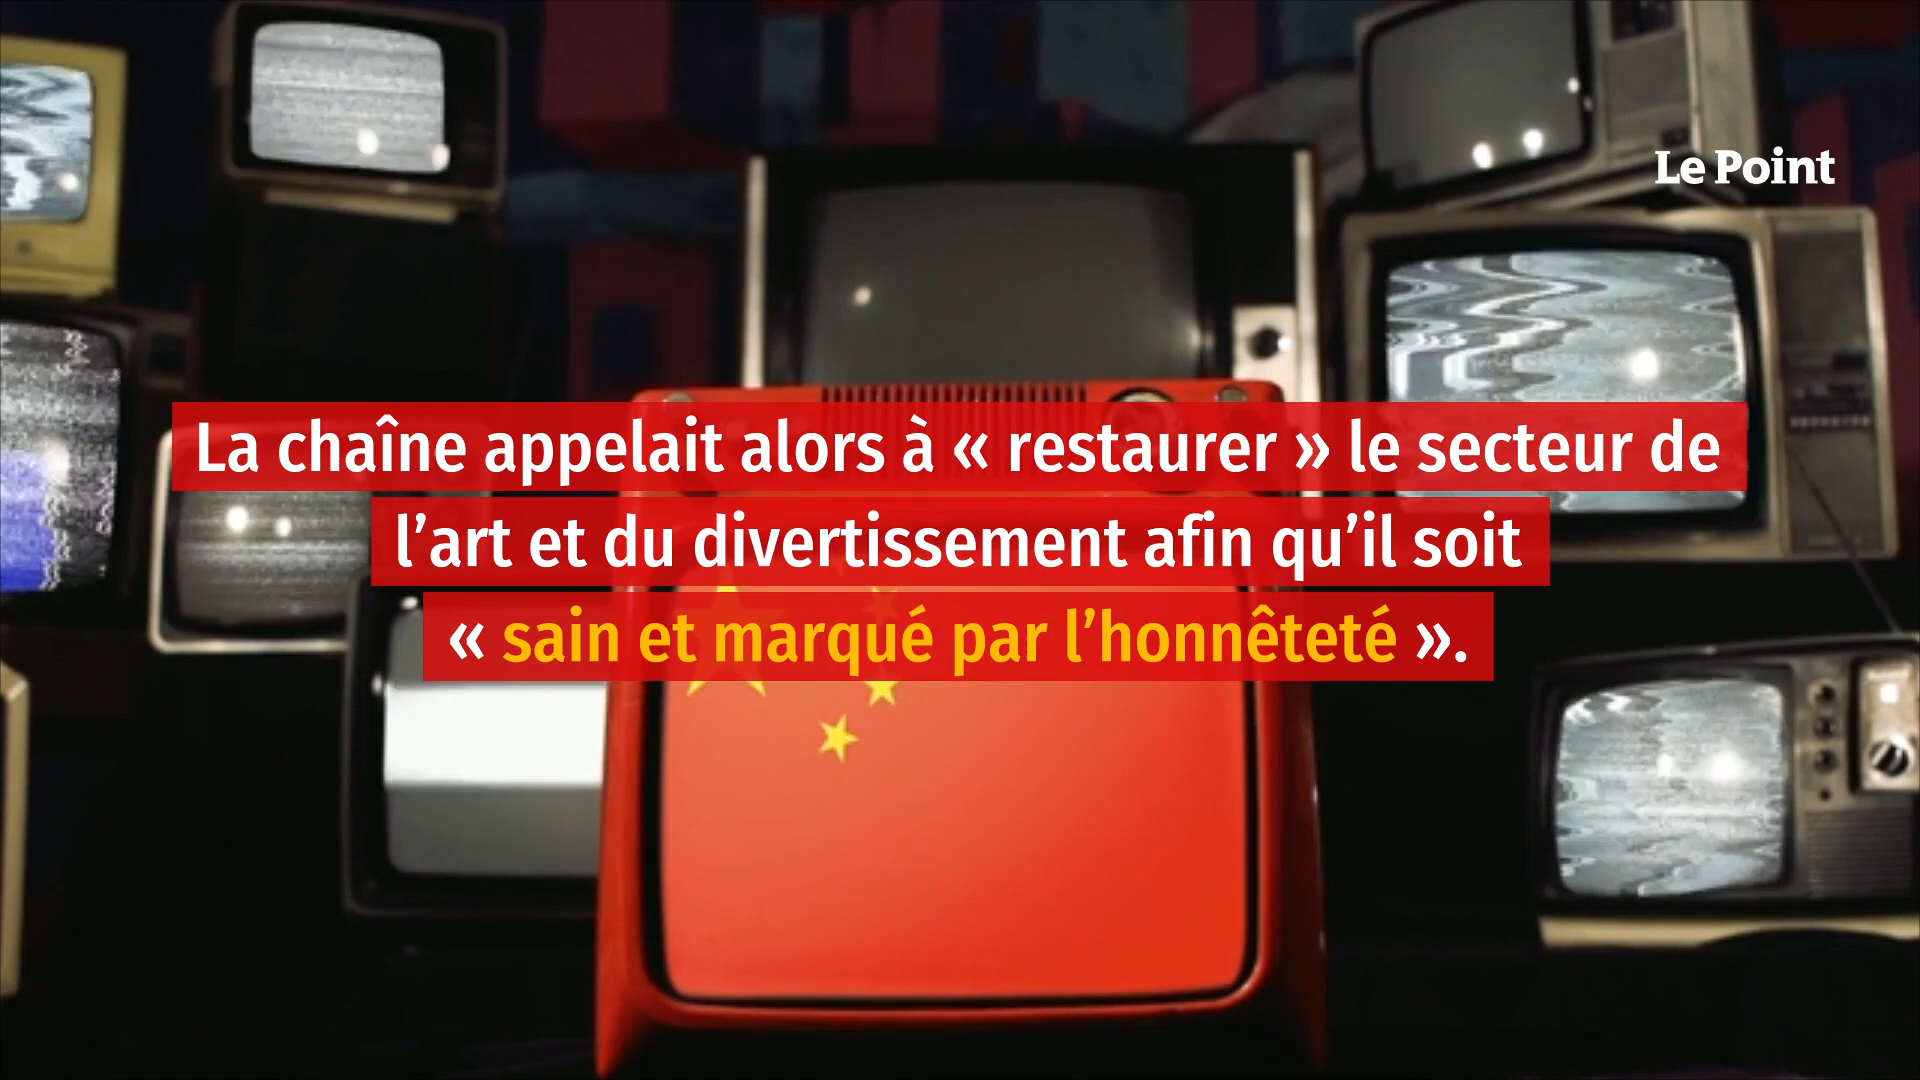 Le Point
La chaîne appelait alors à « restaurer » le secteur de
l’art et du divertissement afin qu’il soit
« sain et marqué par l’honnêteté ».